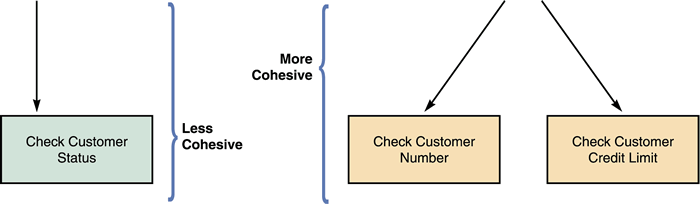 Check Customer
Status
Less
Cohesive
More
Cohesive
Check Customer
Number
Check Customer
Credit Limit